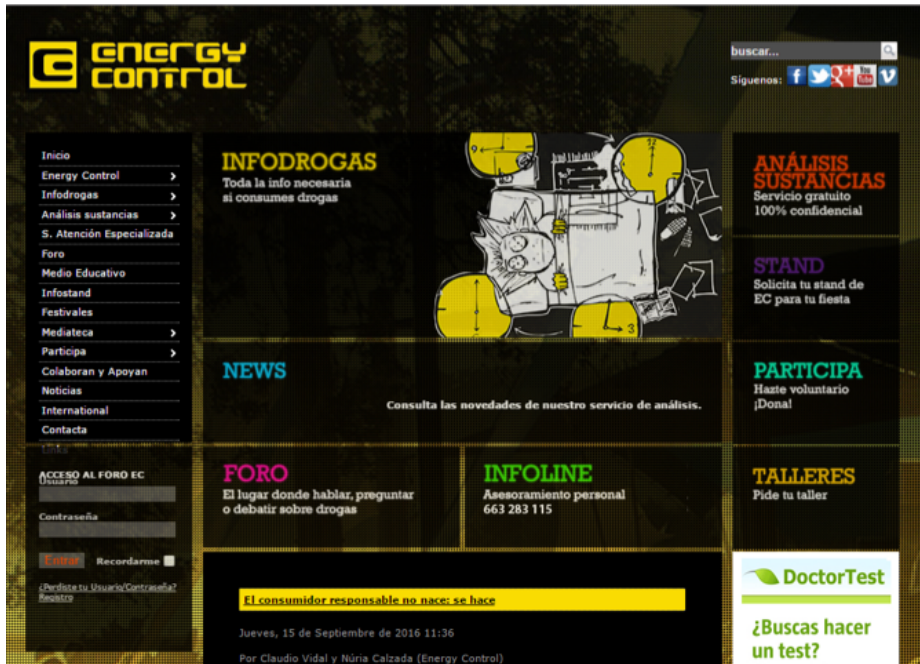 ENERGY
CONTROL
buscar...
Síguenos:
You
Tube
Inicio
Energy Control
Infodrogas
Análisis sustancias
S. Atención Especializada
Foro
Medio Educativo
Infostand
Festivales
Mediateca
Participa
Colaboran y Apoyan
Noticias
International
Contacta
Links
ACCESO AL FORO EC
Usuario
Contraseña
Entrar
Recordarme
¿Perdiste tu Usuario/Contraseña?
Registro
INFODROGAS
Toda la info necesaria
si consumes drogas
9
12
3
NEWS
Consulta las novedades de nuestro servicio de análisis.
FORO
El lugar donde hablar, preguntar
o debatir sobre drogas
INFOLINE
Asesoramiento personal
663 283 115
El consumidor responsable no nace: se hace
Jueves, 15 de Septiembre de 2016 11:36
Por Claudio Vidal y Núria Calzada (Energy Control)
ANÁLISIS
SUSTANCIAS
Servicio gratuito
100% confidencial
STAND
Solicita tu stand de
EC para tu fiesta
PARTICIPA
Hazte voluntario
¡Dona!
TALLERES
Pide tu taller
DoctorTest
¿Buscas hacer
un test?